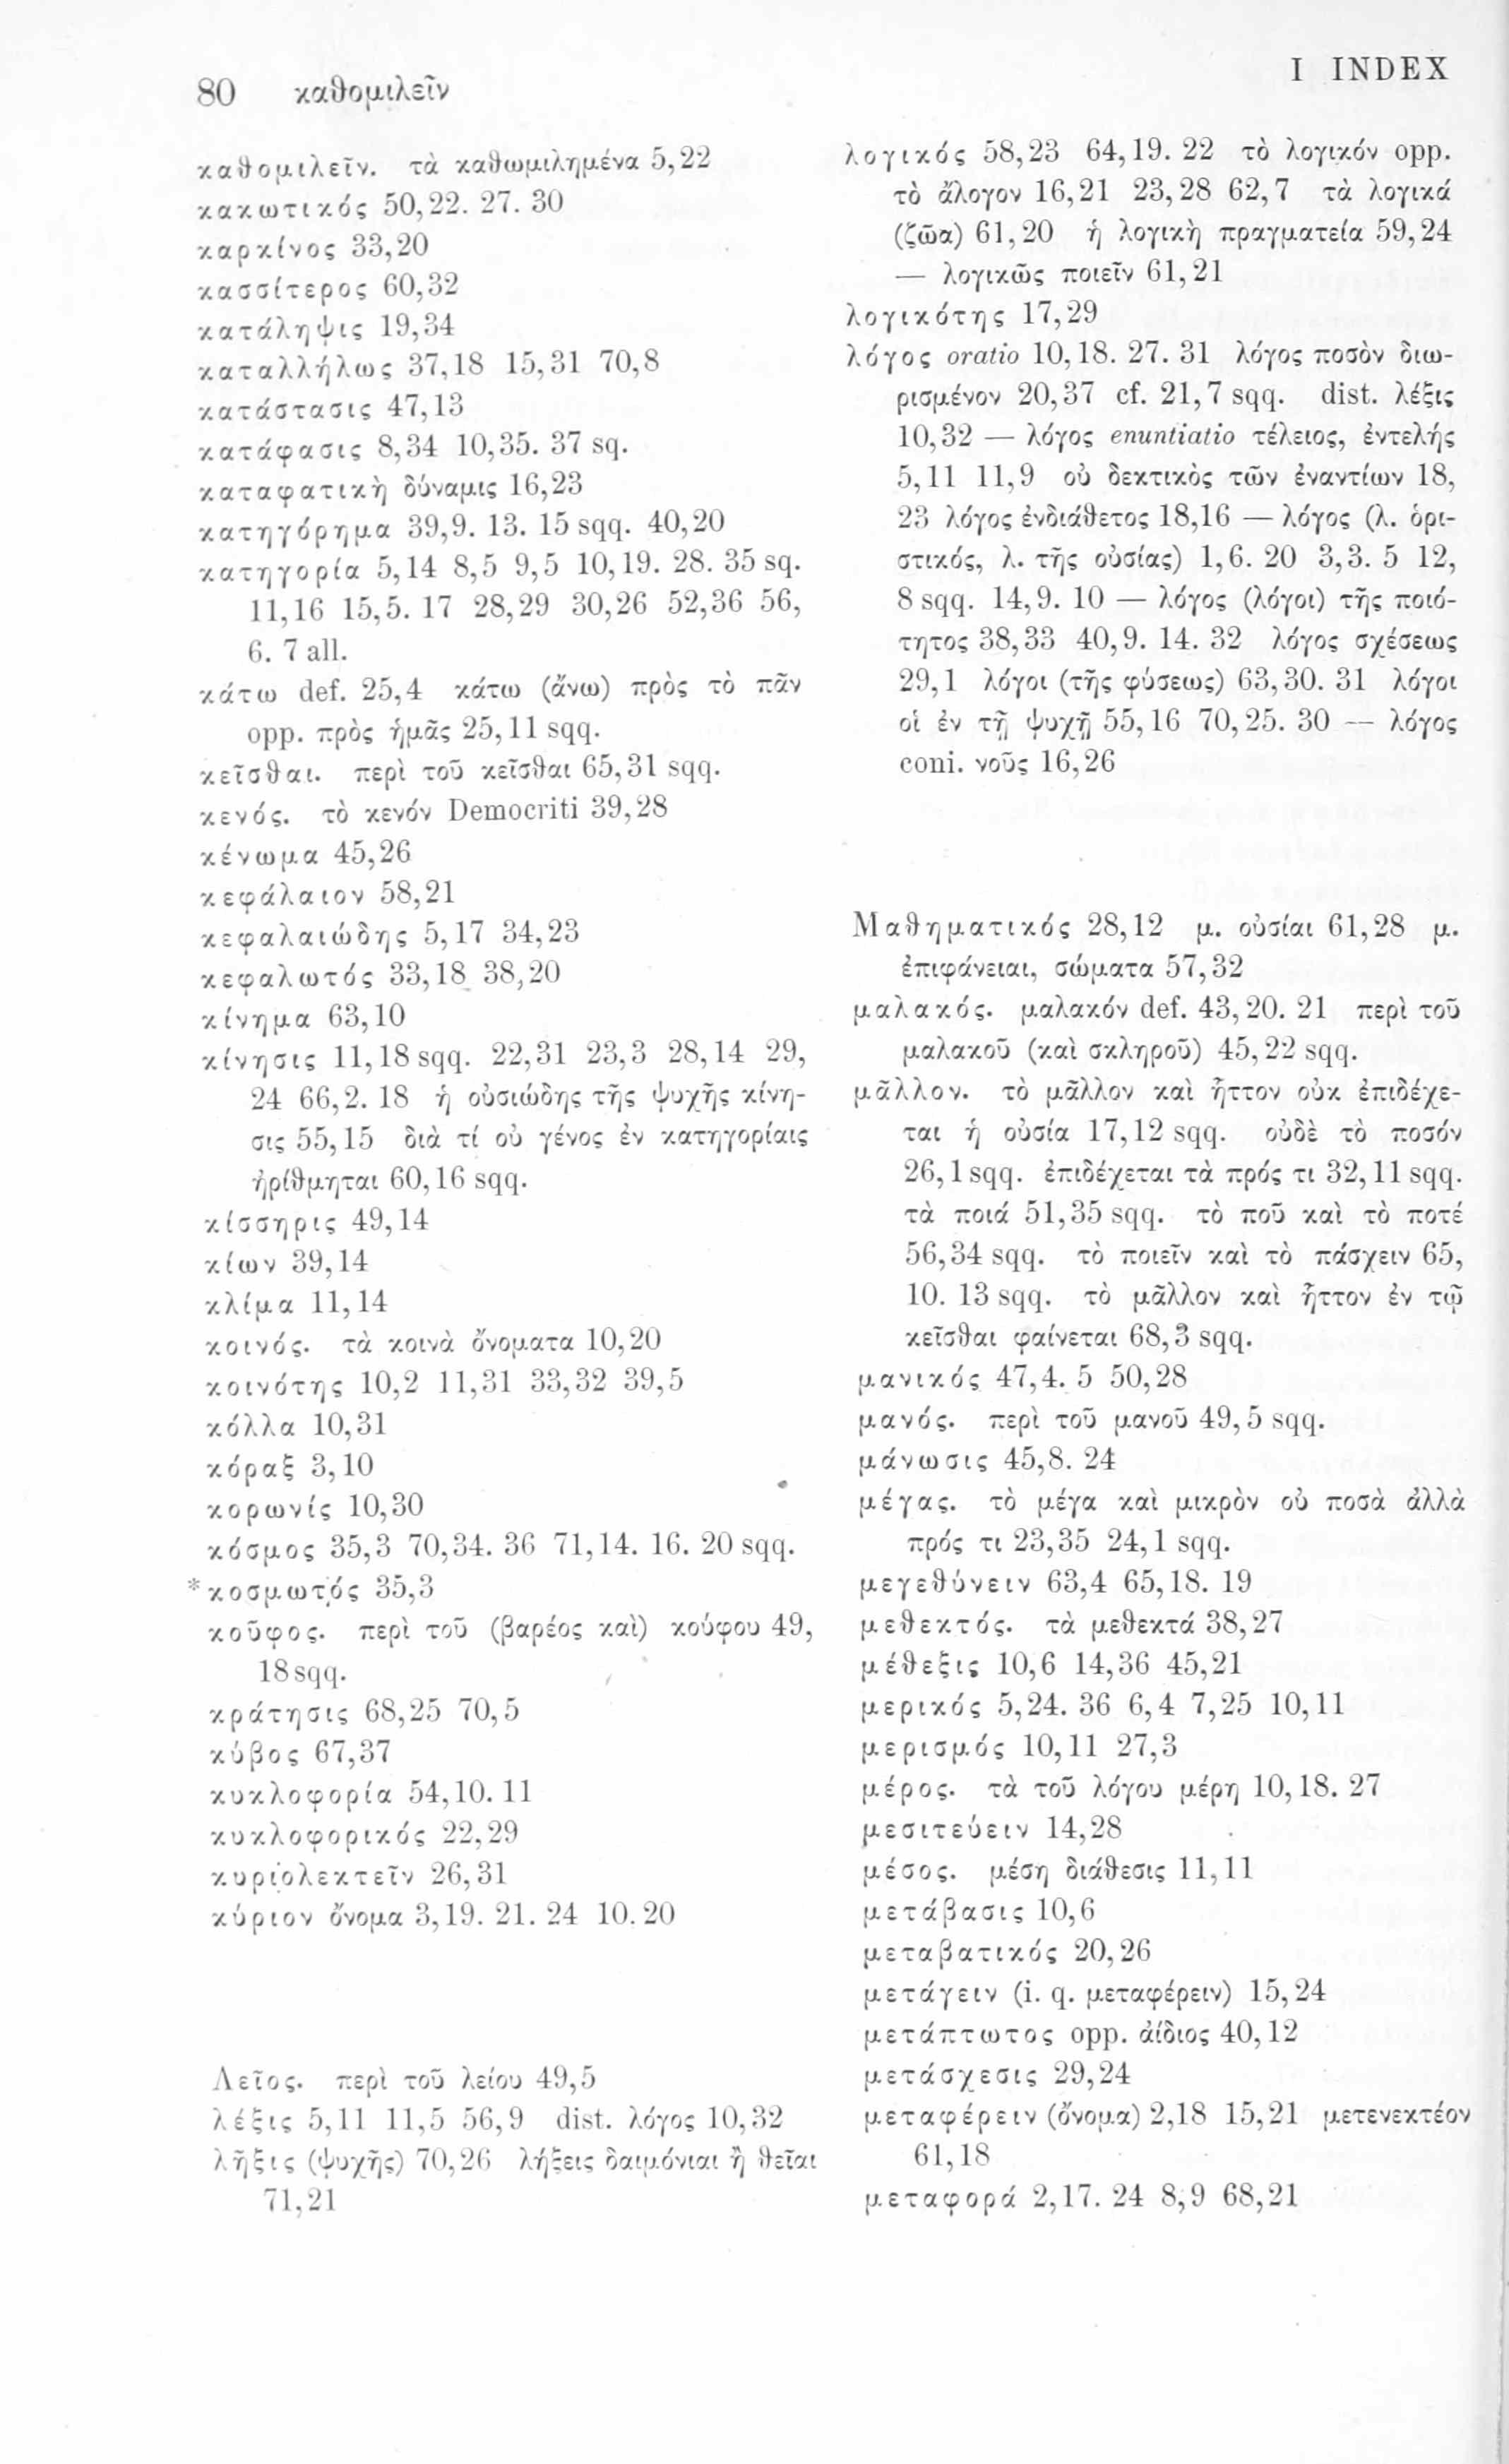 80 καθομιλεῖν
I INDEX
καθομιλεῖν. τὰ καθωμιλημένα 5,22
κακωτικός 50,22. 27. 30
καρκίνος 33,20
κασσίτερος 60,32
κατάληψις 19,34
καταλλήλως 37,18 15,31 70,8
κατάστασις 47,13
κατάφασις 8,34 10,35. 37 sq.
καταφατικὴ δύναμις 16,23
κατηγόρημα 39,9. 13. 15 sqq. 40,20
κατηγορία 5,14 8,5 9,5 10,19. 28. 35 sq.
11,16 15,5. 17 28,29 30,26 52,36 56,
6. 7 all.
κάτω def. 25,4 κάτω (ἄνω) πρὸς τὸ πᾶν
opp. πρὸς ἡμᾶς 25,11 sqq.
κεῖσθαι. περὶ τοῦ κεῖσθαι 65,31 sqq.
κενός. τὸ κενόν Democriti 39,28
κένωμα 45,26
κεφάλαιον 58,21
κεφαλαιώδης 5,17 34,23
κεφαλωτός 33,18 38,20
κίνημα 63,10
κίνησις 11,18 sqq. 22,31 23,3 28,14 29,
24 66,2. 18 ἡ οὐσιώδης τῆς ψυχῆς κίνη-
σις 55,15 διὰ τί οὐ γένος ἐν κατηγορίαις
ἠρίθμηται 60,16 sqq.
κίσσηρις 49,14
κίων 39,14
κλίμα 11,14
κοινός. τὰ κοινὰ ὄνοματα 10,20
κοινότης 10,2 11,31 33,32 39,5
κόλλα 10,31
κόραξ 3,10
κορωνίς 10,30
κόσμος 35,3 70,34. 36 71,14. 16. 20 sqq.
*κοσμωτός 35,3
κοῦφος. περὶ τοῦ (βαρέος καὶ) κούφου 49,
18 sqq.
κράτησις 68,25 70,5
κύβος 67,37
κυκλοφορία 54,10. 11
κυκλοφορικός 22,29
κυριολεκτεῖν 26,31
κύριον ὄνομα 3,19. 21. 24 10. 20
Λεῖος. περὶ τοῦ λείου 49,5
λέξις 5,11 11,5 56,9 dist. λόγος 10,32
λῆξις (ψυχῆς) 70,26 λήξεις δαιμόνιαι ἢ θεῖαι
71,21
λογικός 58,23 64,19. 22 τὸ λογικόν opp.
τὸ ἄλογον 16,21 23,28 62,7 τὰ λογικά
(ζῶα) 61,20 ἡ λογικὴ πραγματεία 59,24
— λογικῶς ποιεῖν 61,21
λογικότης 17,29
λόγος oratio 10,18. 27. 31 λόγος ποσὸν διω-
ρισμένον 20,37 cf. 21,7 sqq. dist. λέξις
10,32 — λόγος enuntiatio τέλειος, ἐντελής
5,11 11,9 οὐ δεκτικὸς τῶν ἐναντίων 18,
23 λόγος ἐνδιάθετος 18,16 — λόγος (λ. ὁρι-
στικός, λ. τῆς οὐσίας) 1,6. 20 3,3. 5 12,
8 sqq. 14,9. 10 — λόγος (λόγοι) τῆς ποιό-
τητος 38,33 40,9. 14. 32 λόγος σχέσεως
29,1 λόγοι (τῆς φύσεως) 63,30. 31 λόγοι
οἱ ἐν τῇ ψυχῇ 55,16 70,25. 30 — λόγος
coni. νοῦς 16,26
Μαθηματικός 28,12 μ. οὐσίαι 61,28 μ.
ἐπιφάνειαι, σώματα 57,32
μαλακός. μαλακόν def. 43,20. 21 περὶ τοῦ
μαλακοῦ (καὶ σκληροῦ) 45,22 sqq.
μᾶλλον. τὸ μᾶλλον καὶ ἧττον οὐκ ἐπιδέχε-
ται ἡ οὐσία 17,12 sqq. οὐδὲ τὸ ποσόν
26,1 sqq. ἐπιδέχεται τὰ πρός τι 32,11 sqq.
τὰ ποιά 51,35 sqq. τὸ ποῦ καὶ τὸ ποτέ
56,34 sqq. τὸ ποιεῖν καὶ τὸ πάσχειν 65,
10. 13 sqq. τὸ μᾶλλον καὶ ἧττον ἐν τῷ
κεῖσθαι φαίνεται 68,3 sqq.
μανικός 47,4. 5 50,28
μανός. περὶ τοῦ μανοῦ 49,5 sqq.
μάνωσις 45,8. 24
μέγας. τὸ μέγα καὶ μικρὸν οὐ ποσὰ ἀλλὰ
πρός τι 23,35 24,1 sqq.
μεγεθύνειν 63,4 65,18. 19
μεθεκτός. τὰ μεθεκτά 38,27
μέθεξις 10,6 14,36 45,21
μερικός 5,24. 36 6,4 7,25 10,11
μερισμός 10,11 27,3
μέρος. τὰ τοῦ λόγου μέρη 10,18. 27
μεσιτεύειν 14,28
μέσος. μέση διάθεσις 11,11
μετάβασις 10,6
μεταβατικός 20,26
μετάγειν (i. q. μεταφέρειν) 15,24
μετάπτωτος opp. ἀίδιος 40,12
μετάσχεσις 29,24
μεταφέρειν (ὄνομα) 2,18 15,21 μετενεκτέον
61,18
μεταφορά 2,17. 24 8,9 68,21